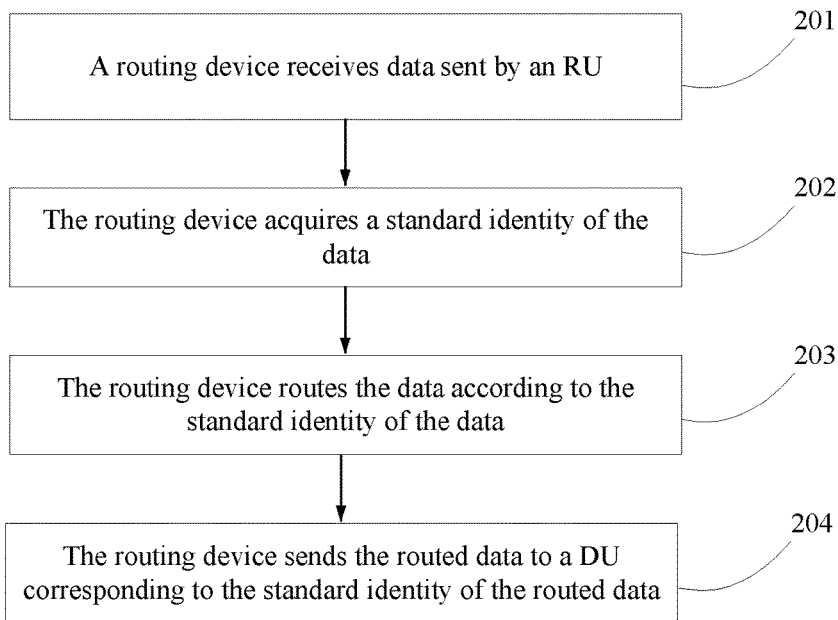 201
A routing device receives data sent by an RU
202
The routing device acquires a standard identity of the
data
203
The routing device routes the data according to the
standard identity of the data
204
The routing device sends the routed data to a DU
corresponding to the standard identity of the routed data